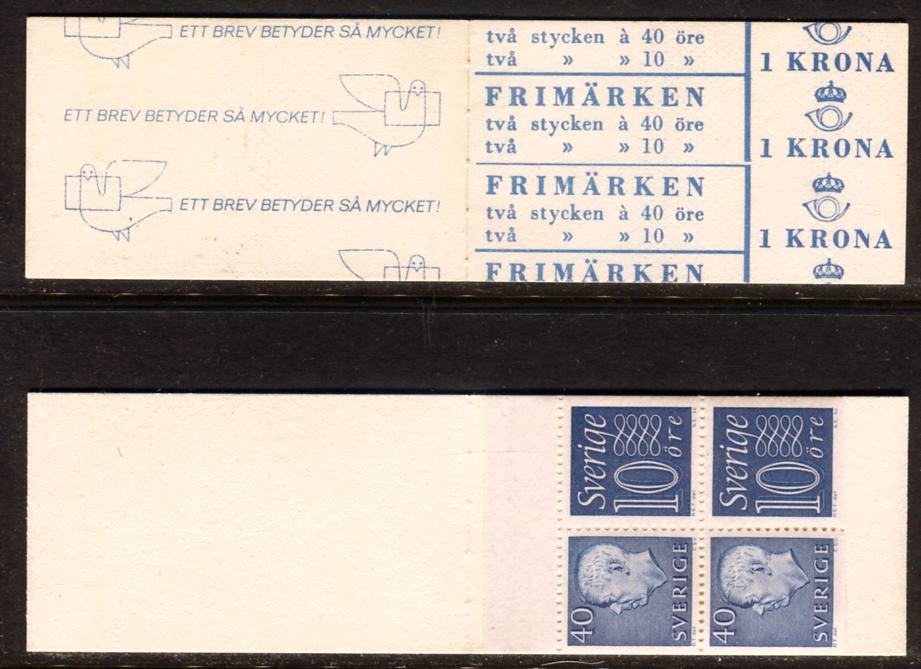 ETT BREV BETYDER SÅ MYCKET!
ETT BREV BETYDER SÅ MYCKET!
ETT BREV BETYDER SÅ MYCKET!
två stycken à 40 öre
två » » 10 »
1 KRONA
FRIMÄRKEN
två stycken à 40 öre
två » » 10 »
1 KRONA
FRIMÄRKEN
två stycken à 40 öre
två » » 10 »
1 KRONA
FRIMÄRKEN
Sverige
10 öre
Sverige
10 öre
40
SVERIGE
40
SVERIGE